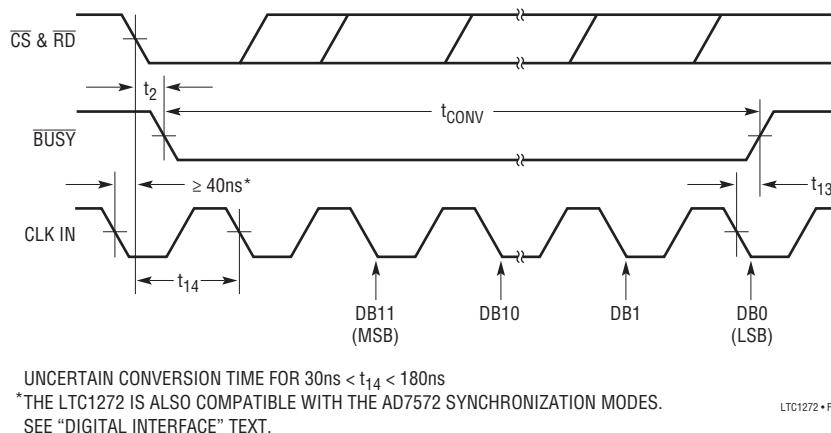 CS & RD
t2
tCONV
BUSY
≥ 40ns*
t13
CLK IN
t14
DB11
(MSB)
DB10
DB1
DB0
(LSB)
UNCERTAIN CONVERSION TIME FOR 30ns < t14 < 180ns
*THE LTC1272 IS ALSO COMPATIBLE WITH THE AD7572 SYNCHRONIZATION MODES.
SEE “DIGITAL INTERFACE” TEXT.
LTC1272 • F